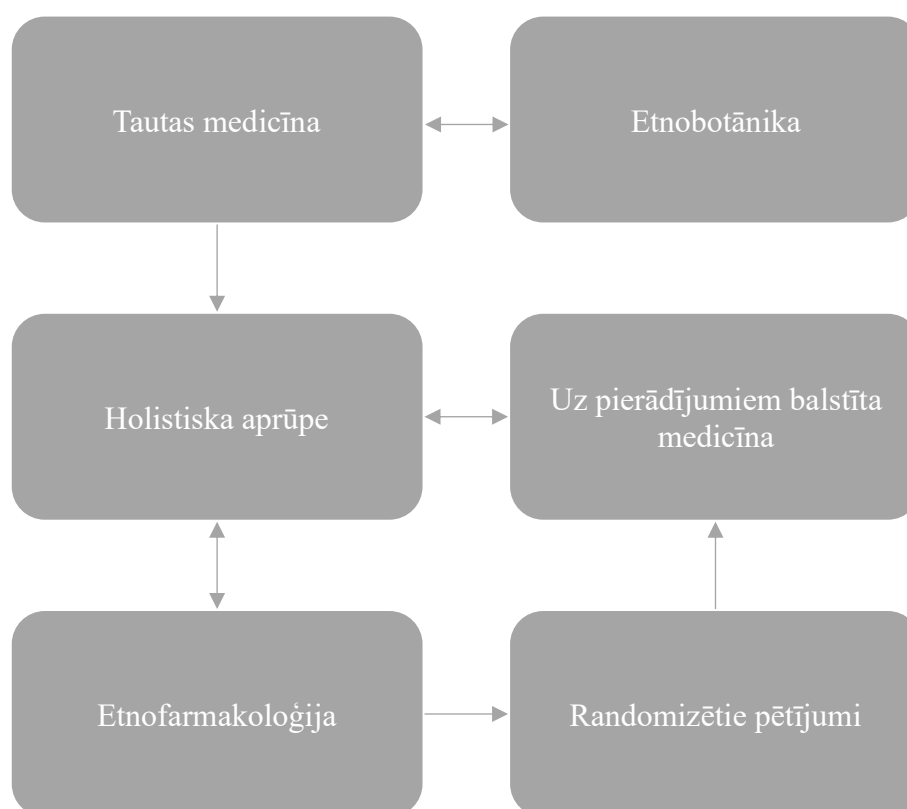 Tautas medicīna
Etnobotānika
Holistiska aprūpe
Uz pierādījumiem balstīta
medicīna
Etnofarmakoloģija
Randomizētie pētījumi